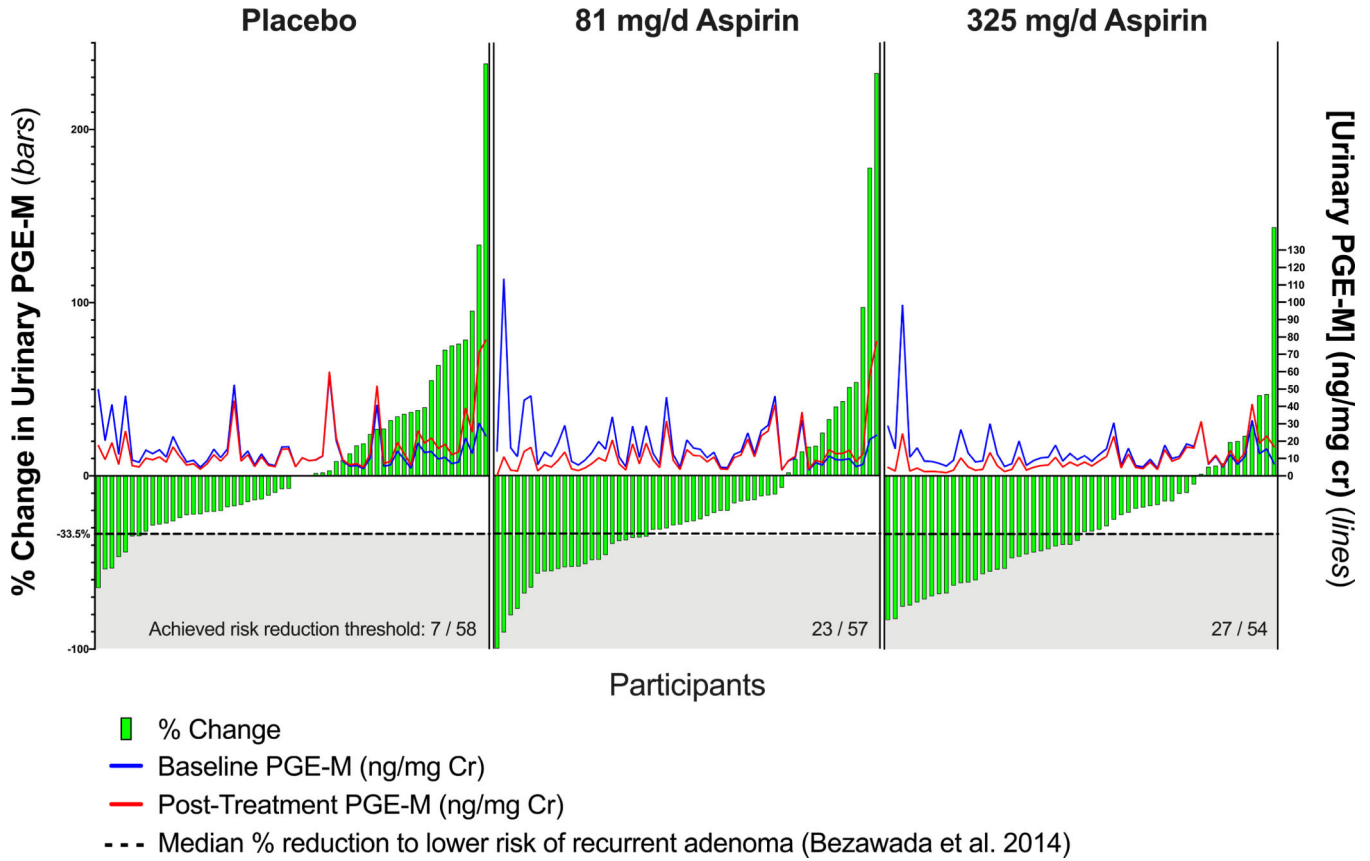 Placebo
81 mg/d Aspirin
325 mg/d Aspirin
% Change in Urinary PGE-M (bars)
200
100
0
-33.5%
-100
[Urinary PGE-M] (ng/mg cr) (lines)
130
120
110
100
90
80
70
60
50
40
30
20
10
0
Achieved risk reduction threshold: 7 / 58
23 / 57
27 / 54
Participants
% Change
Baseline PGE-M (ng/mg Cr)
Post-Treatment PGE-M (ng/mg Cr)
Median % reduction to lower risk of recurrent adenoma (Bezawada et al. 2014)